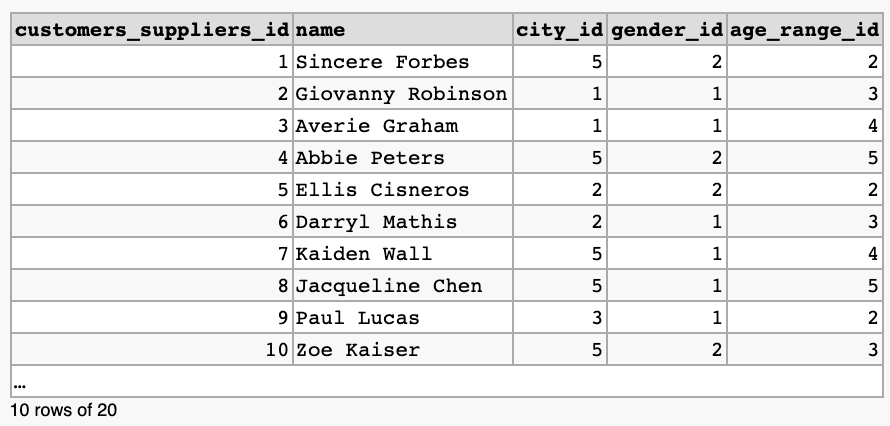 customers_suppliers_id name city_id gender_id age_range_id
1 Sincere Forbes 5 2 2
2 Giovanny Robinson 1 1 3
3 Averie Graham 1 1 4
4 Abbie Peters 5 2 5
5 Ellis Cisneros 2 2 2
6 Darryl Mathis 2 1 3
7 Kaiden Wall 5 1 4
8 Jacqueline Chen 5 1 5
9 Paul Lucas 3 1 2
10 Zoe Kaiser 5 2 3
…
10 rows of 20